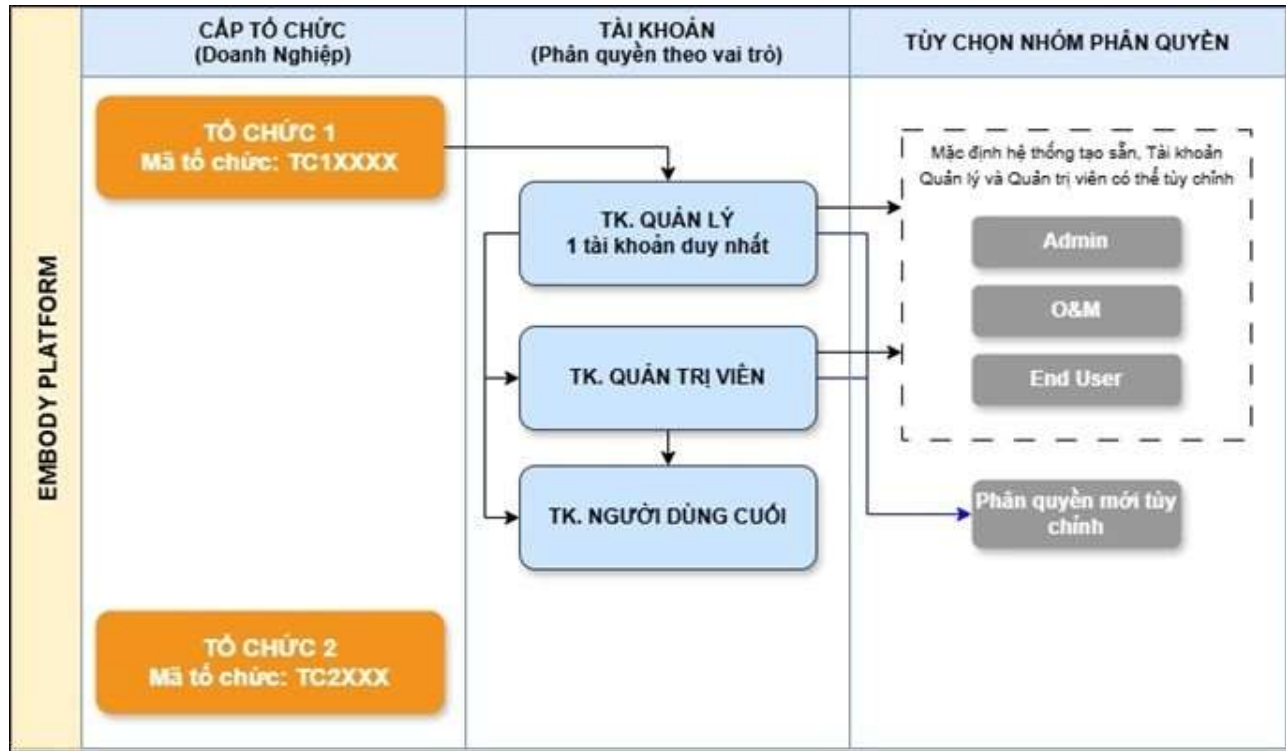 EMBODY PLATFORM
CẤP TỔ CHỨC
(Doanh Nghiệp)
TÀI KHOẢN
(Phân quyền theo vai trò)
TÙY CHỌN NHÓM PHÂN QUYỀN
TỔ CHỨC 1
Mã tổ chức: TC1XXXX
TK. QUẢN LÝ
1 tài khoản duy nhất
TK. QUẢN TRỊ VIÊN
TK. NGƯỜI DÙNG CUỐI
Mặc định hệ thống tạo sẵn, Tài khoản
Quản lý và Quản trị viên có thể tùy chỉnh
Admin
O&M
End User
Phân quyền mới tùy
chỉnh
TỔ CHỨC 2
Mã tổ chức: TC2XXX